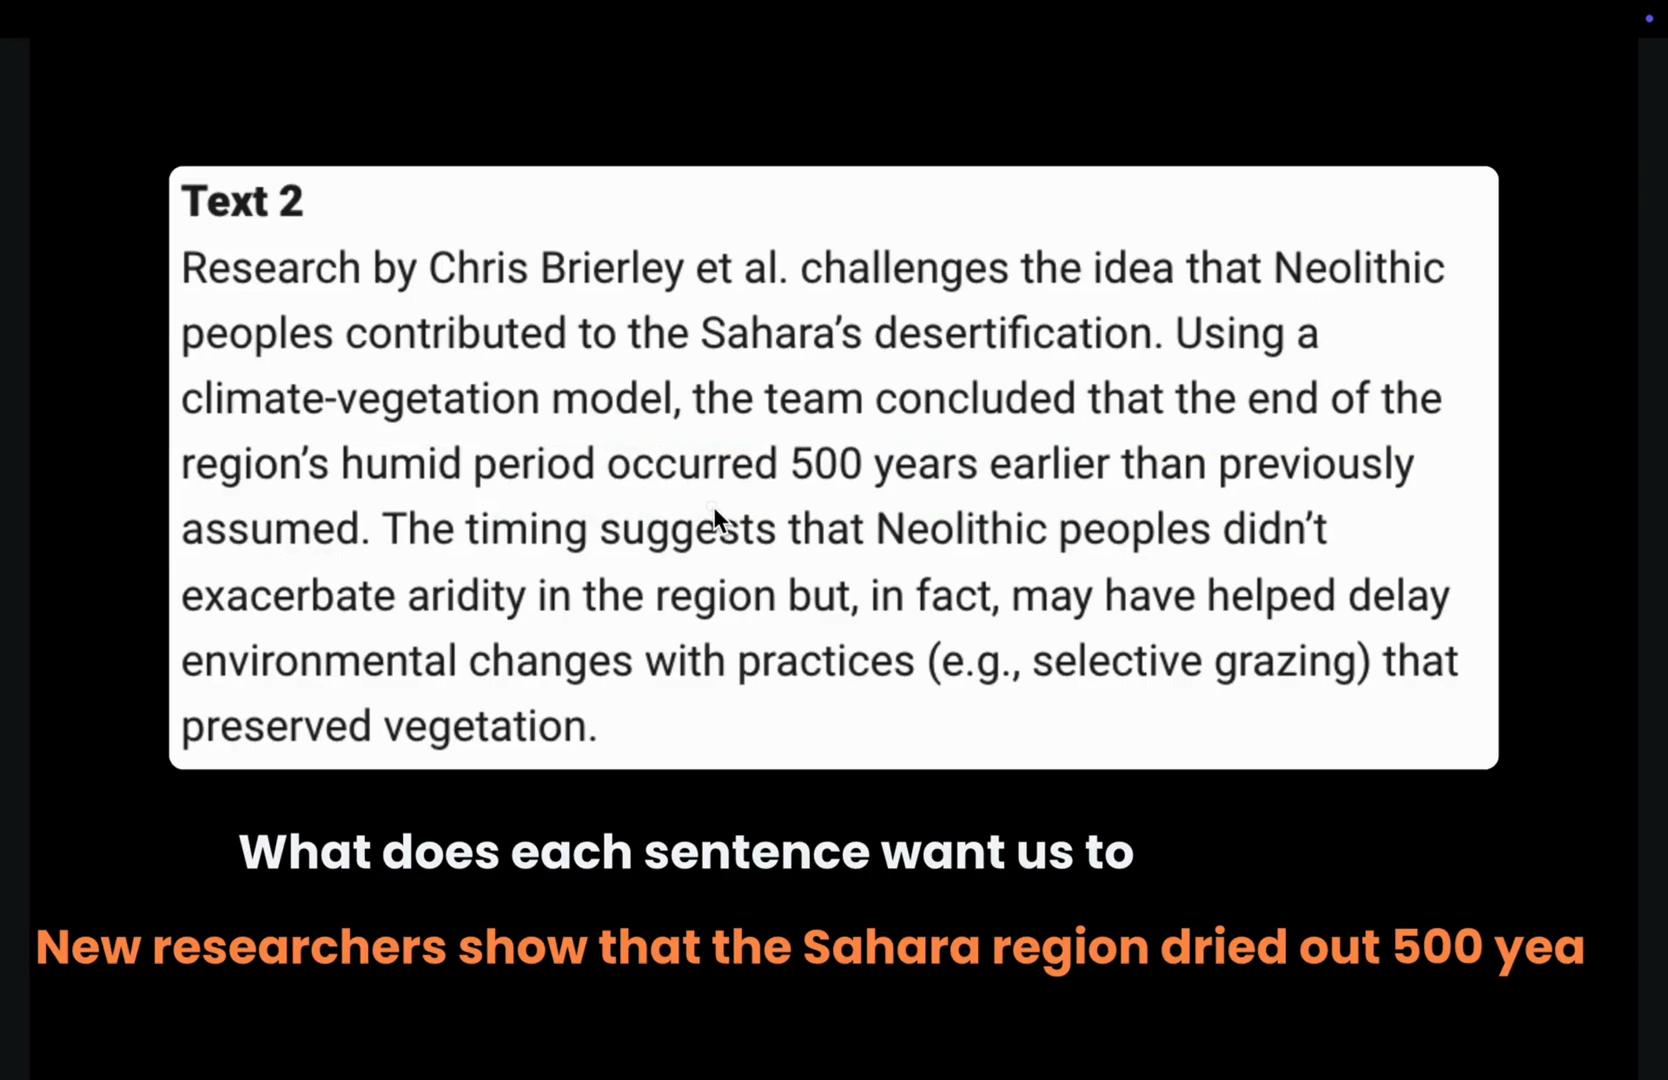 Text 2
Research by Chris Brierley et al. challenges the idea that Neolithic
peoples contributed to the Sahara’s desertification. Using a
climate-vegetation model, the team concluded that the end of the
region’s humid period occurred 500 years earlier than previously
assumed. The timing suggests that Neolithic peoples didn’t
exacerbate aridity in the region but, in fact, may have helped delay
environmental changes with practices (e.g., selective grazing) that
preserved vegetation.
What does each sentence want us to
New researchers show that the Sahara region dried out 500 yea